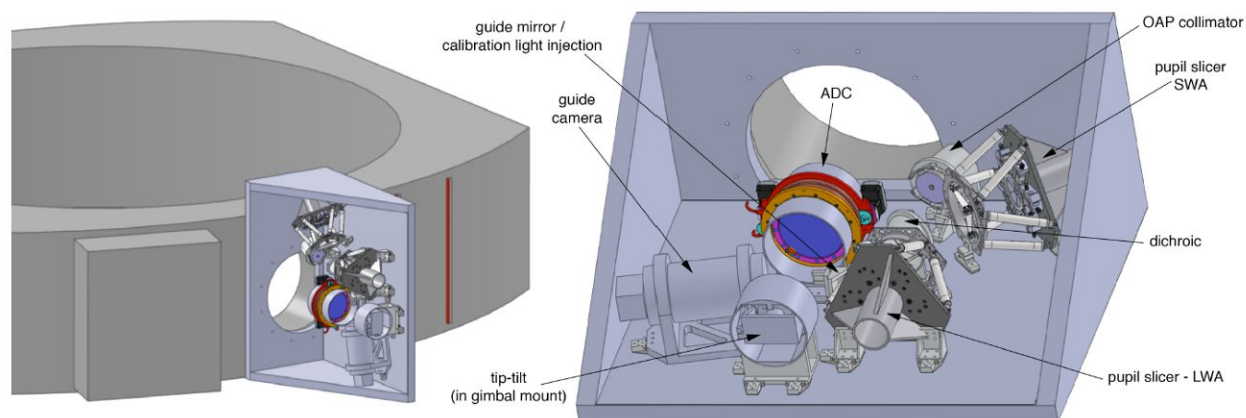 guide mirror /
calibration light injection
guide
camera
ADC
OAP collimator
pupil slicer
SWA
dichroic
tip-tilt
(in gimbal mount)
pupil slicer - LWA